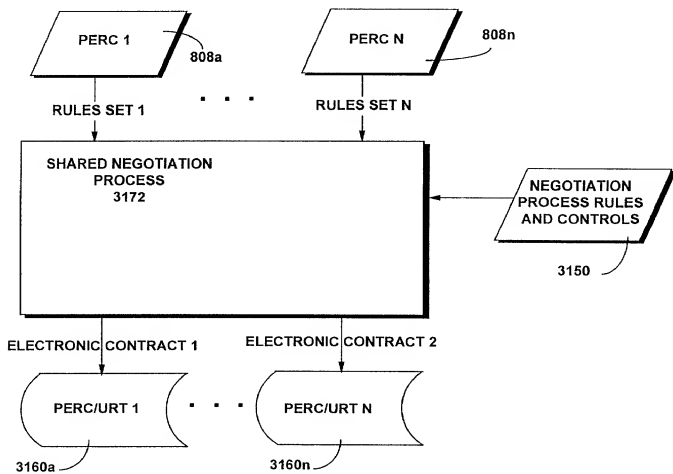 PERC 1
808a
PERC N
808n
RULES SET 1
. . .
RULES SET N
SHARED NEGOTIATION
PROCESS
3172
NEGOTIATION
PROCESS RULES
AND CONTROLS
3150
ELECTRONIC CONTRACT 1
ELECTRONIC CONTRACT 2
PERC/URT 1
. . .
PERC/URT N
3160a
3160n